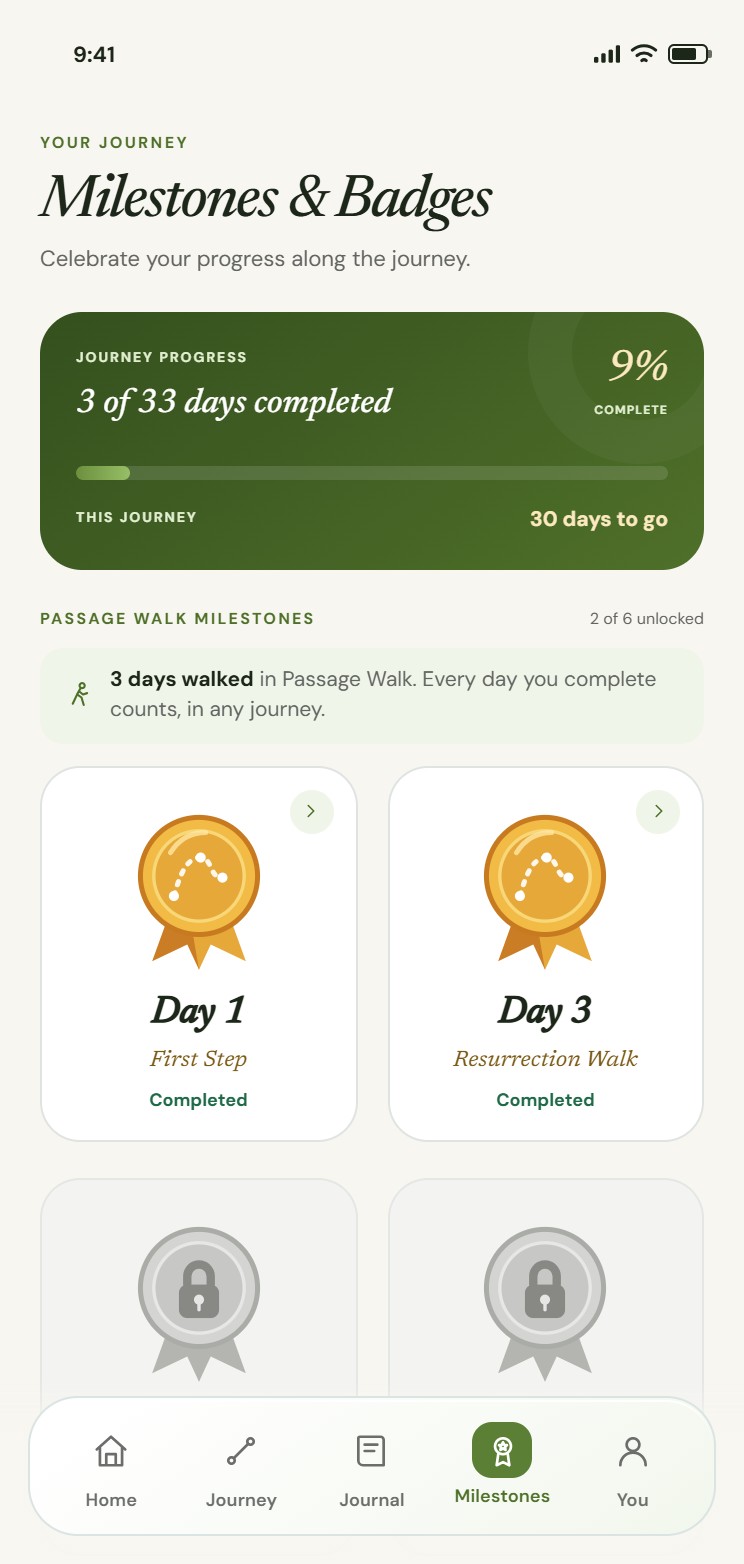 9:41
YOUR JOURNEY
Milestones & Badges
Celebrate your progress along the journey.
JOURNEY PROGRESS
9%
3 of 33 days completed
COMPLETE
THIS JOURNEY
30 days to go
PASSAGE WALK MILESTONES
2 of 6 unlocked
3 days walked in Passage Walk. Every day you complete
counts, in any journey.
Day 1
First Step
Completed
Day 3
Resurrection Walk
Completed
Home
Journey
Journal
Milestones
You